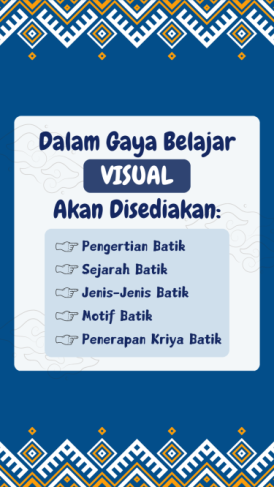 Dalam Gaya Belajar
VISUAL
Akan Disediakan:
Pengertian Batik
Sejarah Batik
Jenis-Jenis Batik
Motif Batik
Penerapan Kriya Batik